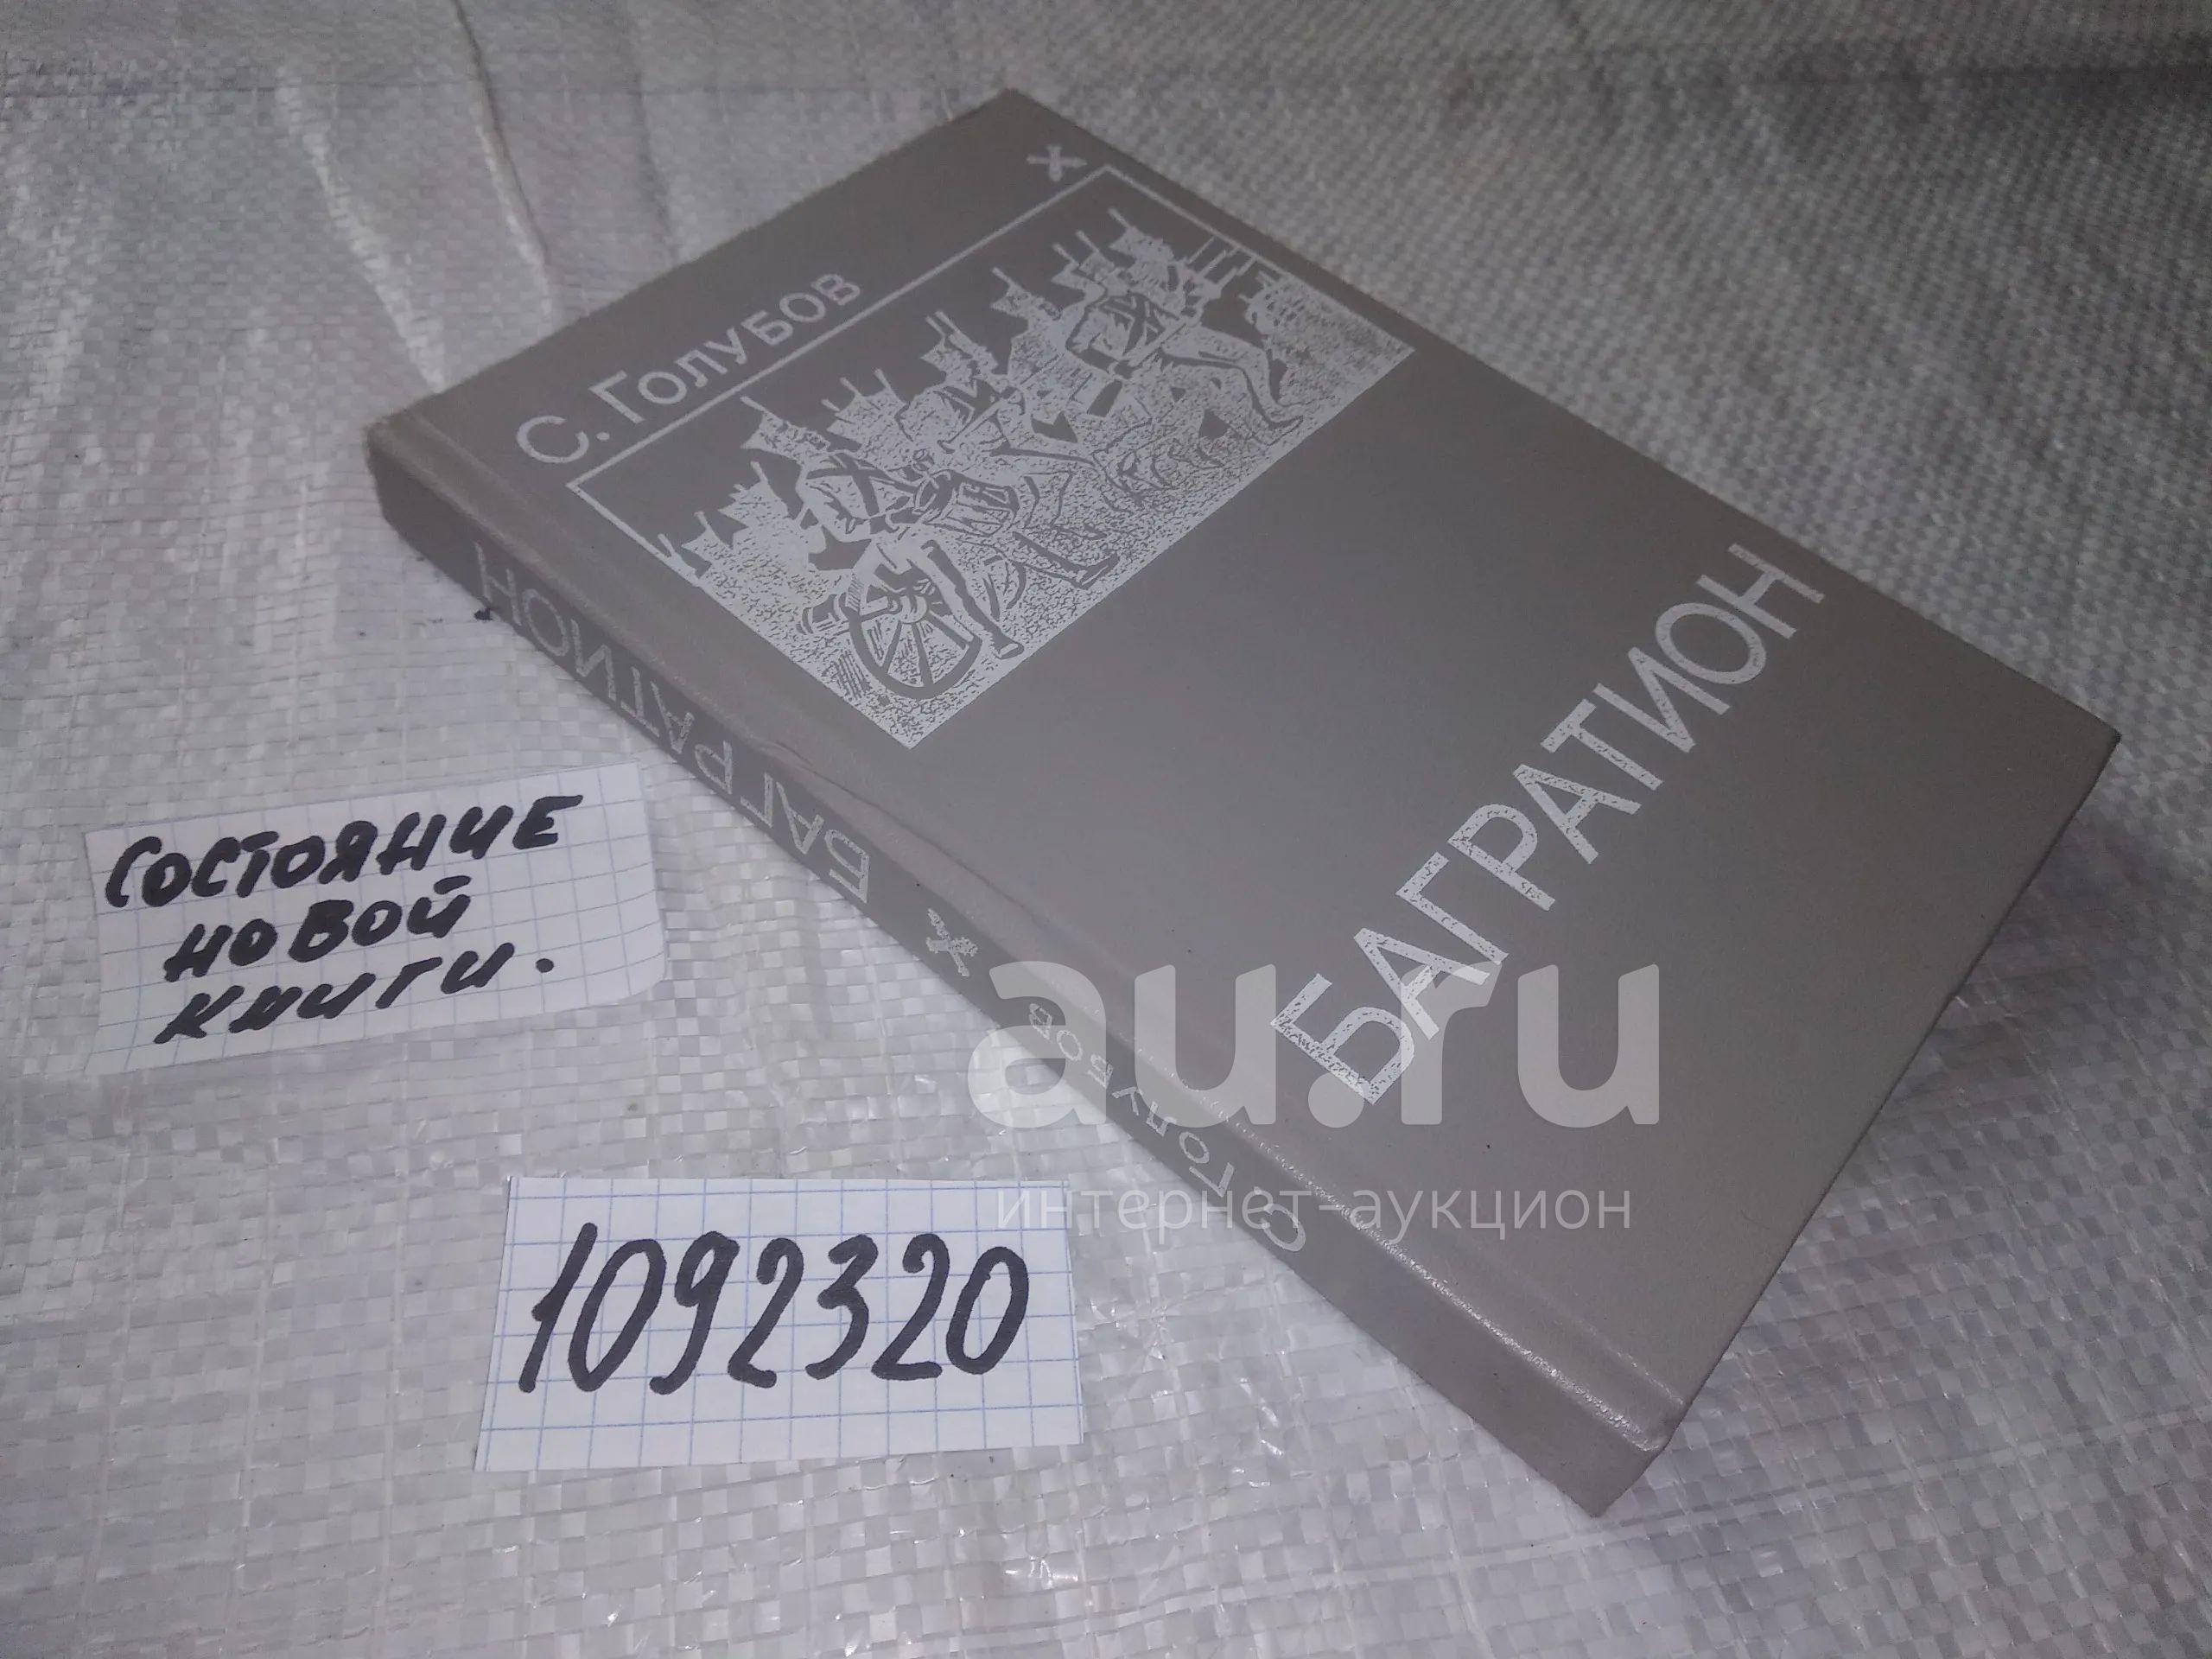 С. ГОЛУБОВ
БАГРАТИОН
БАГРАТИОН
С. ГОЛУБОВ
СОСТОЯНИЕ
НОВОЙ
КНИГИ.
1092320
au.ru
интернет-аукцион